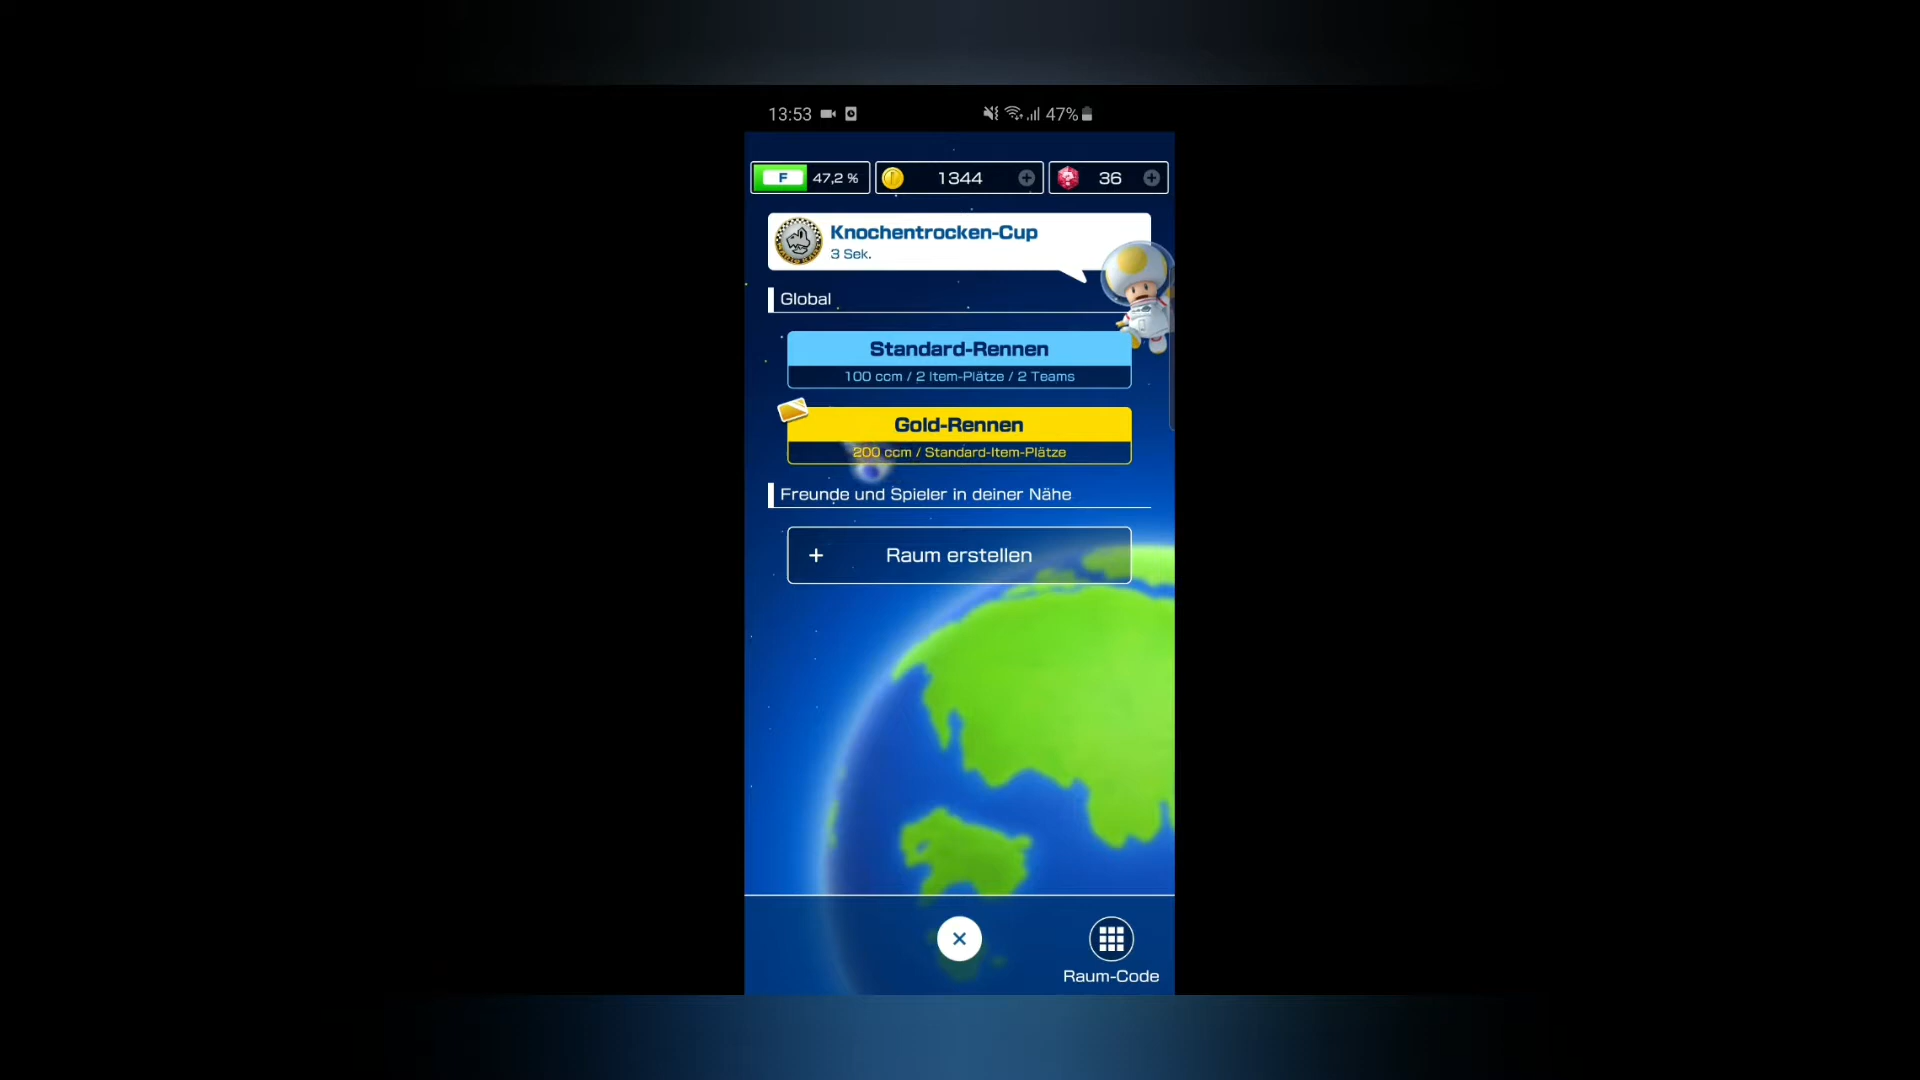 13:53 47%
F 47,2 % 1344 36
Knochentrocken-Cup
3 Sek.
Global
Standard-Rennen
100 ccm / 2 Item-Plätze / 2 Teams
Gold-Rennen
200 ccm / Standard-Item-Plätze
Freunde und Spieler in deiner Nähe
+ Raum erstellen
Raum-Code